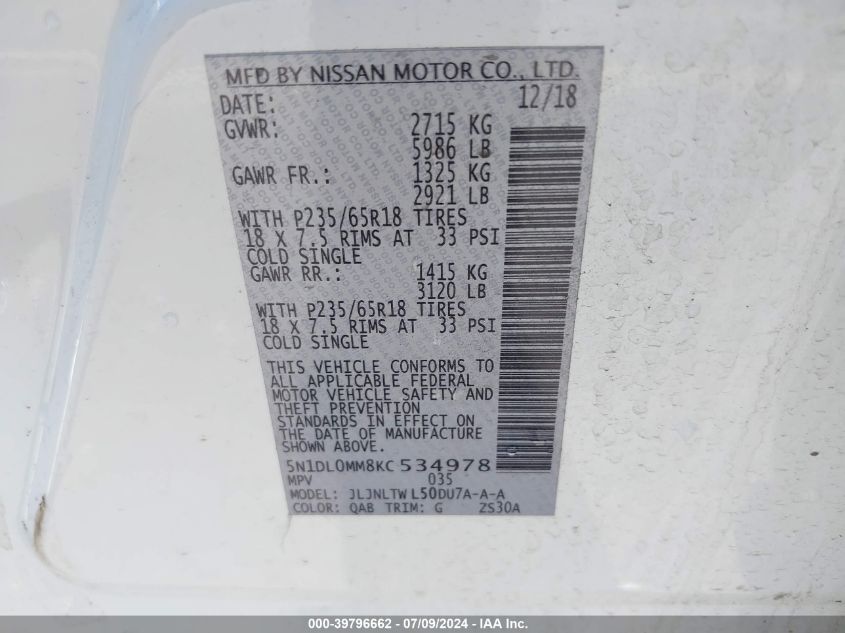 MFD BY NISSAN MOTOR CO., LTD.
DATE: 12/18
GVWR: 2715 KG
5986 LB
GAWR FR.: 1325 KG
2921 LB
WITH P235/65R18 TIRES
18 X 7.5 RIMS AT 33 PSI
COLD SINGLE
GAWR RR.: 1415 KG
3120 LB
WITH P235/65R18 TIRES
18 X 7.5 RIMS AT 33 PSI
COLD SINGLE
THIS VEHICLE CONFORMS TO
ALL APPLICABLE FEDERAL
MOTOR VEHICLE SAFETY AND
THEFT PREVENTION
STANDARDS IN EFFECT ON
THE DATE OF MANUFACTURE
SHOWN ABOVE.
5N1DL0MM8KC 534978
MPV 035
MODEL: JLJNLTW L50DU7A-A-A
COLOR: QAB TRIM: G ZS30A
000-39796662 - 07/09/2024 - IAA Inc.